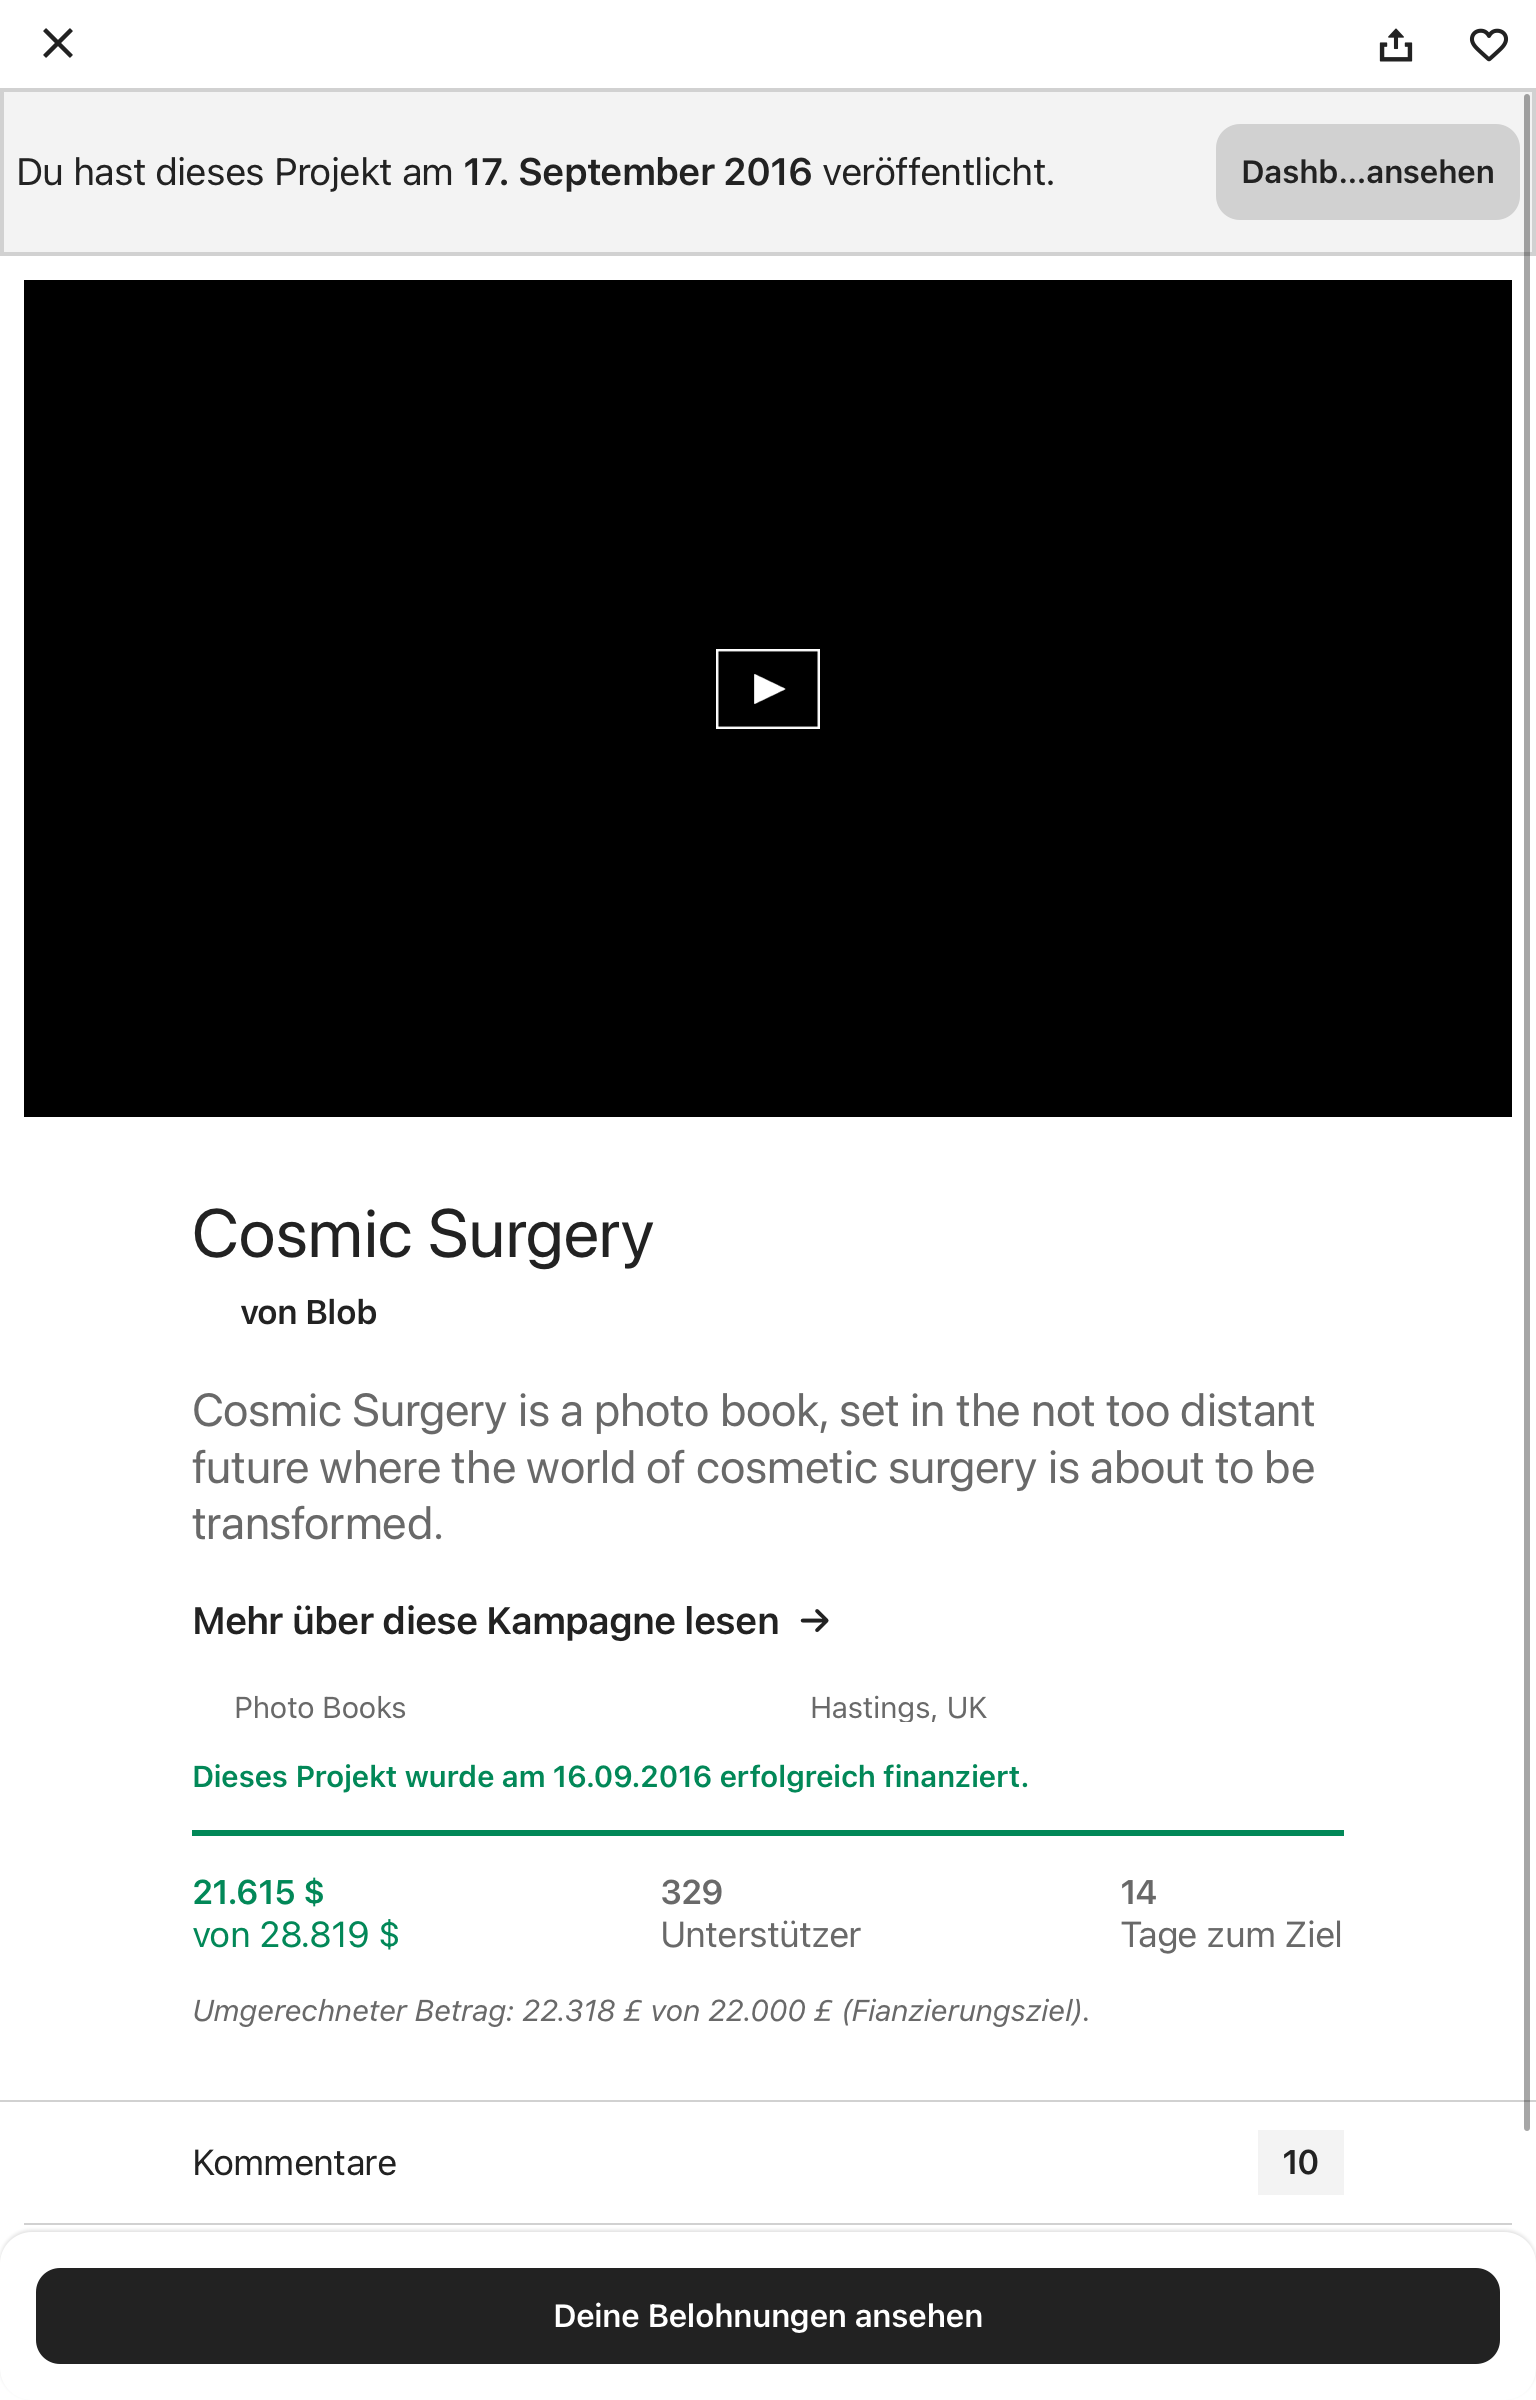 Du hast dieses Projekt am 17. September 2016 veröffentlicht.
Dashb...ansehen
Cosmic Surgery
von Blob
Cosmic Surgery is a photo book, set in the not too distant
future where the world of cosmetic surgery is about to be
transformed.
Mehr über diese Kampagne lesen →
Photo Books
Hastings, UK
Dieses Projekt wurde am 16.09.2016 erfolgreich finanziert.
21.615 $
von 28.819 $
329
Unterstützer
14
Tage zum Ziel
Umgerechneter Betrag: 22.318 £ von 22.000 £ (Fianzierungsziel).
Kommentare
10
Deine Belohnungen ansehen